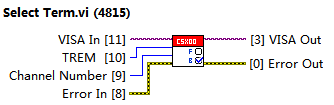 Select Term.vi (4815)
VISA In [11]
[3] VISA Out
CSX00
TREM [10]
F
Channel Number [9]
B
[0] Error Out
Error In [8]